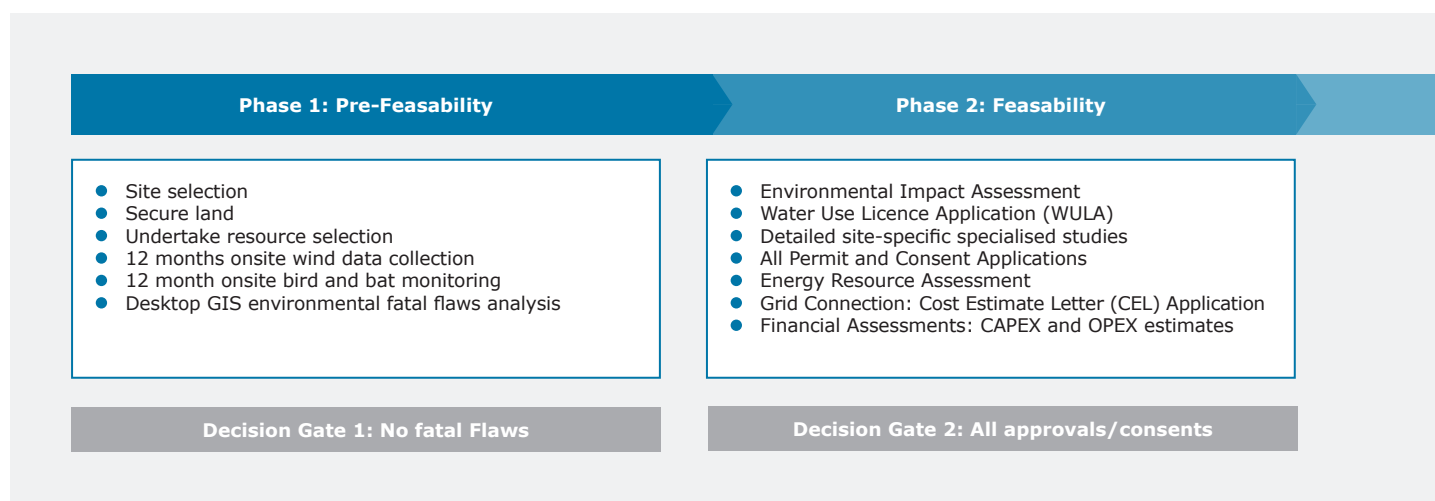 Phase 1: Pre-Feasability
Phase 2: Feasability
Site selection
Secure land
Undertake resource selection
12 months onsite wind data collection
12 month onsite bird and bat monitoring
Desktop GIS environmental fatal flaws analysis
Environmental Impact Assessment
Water Use Licence Application (WULA)
Detailed site-specific specialised studies
All Permit and Consent Applications
Energy Resource Assessment
Grid Connection: Cost Estimate Letter (CEL) Application
Financial Assessments: CAPEX and OPEX estimates
Decision Gate 1: No fatal Flaws
Decision Gate 2: All approvals/consents